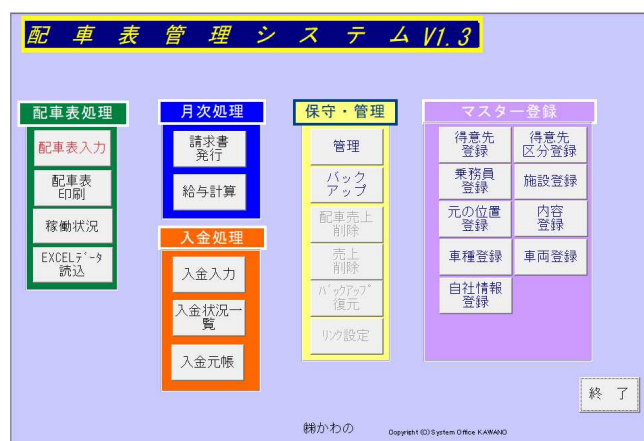 配車表管理システムV1.3
配車表処理
配車表入力
配車表
印刷
稼働状況
EXCELデータ
読込
月次処理
請求書
発行
給与計算
入金処理
入金入力
入金状況一
覧
入金元帳
保守・管理
管理
バック
アップ
配車売上
削除
売上
削除
バックアップ
復元
リンク設定
マスター登録
得意先
登録
得意先
区分登録
乗務員
登録
施設登録
元の位置
登録
内容
登録
車種登録
車両登録
自社情報
登録
終 了
㈱かわの
Copyright (C) System Office KAWANO